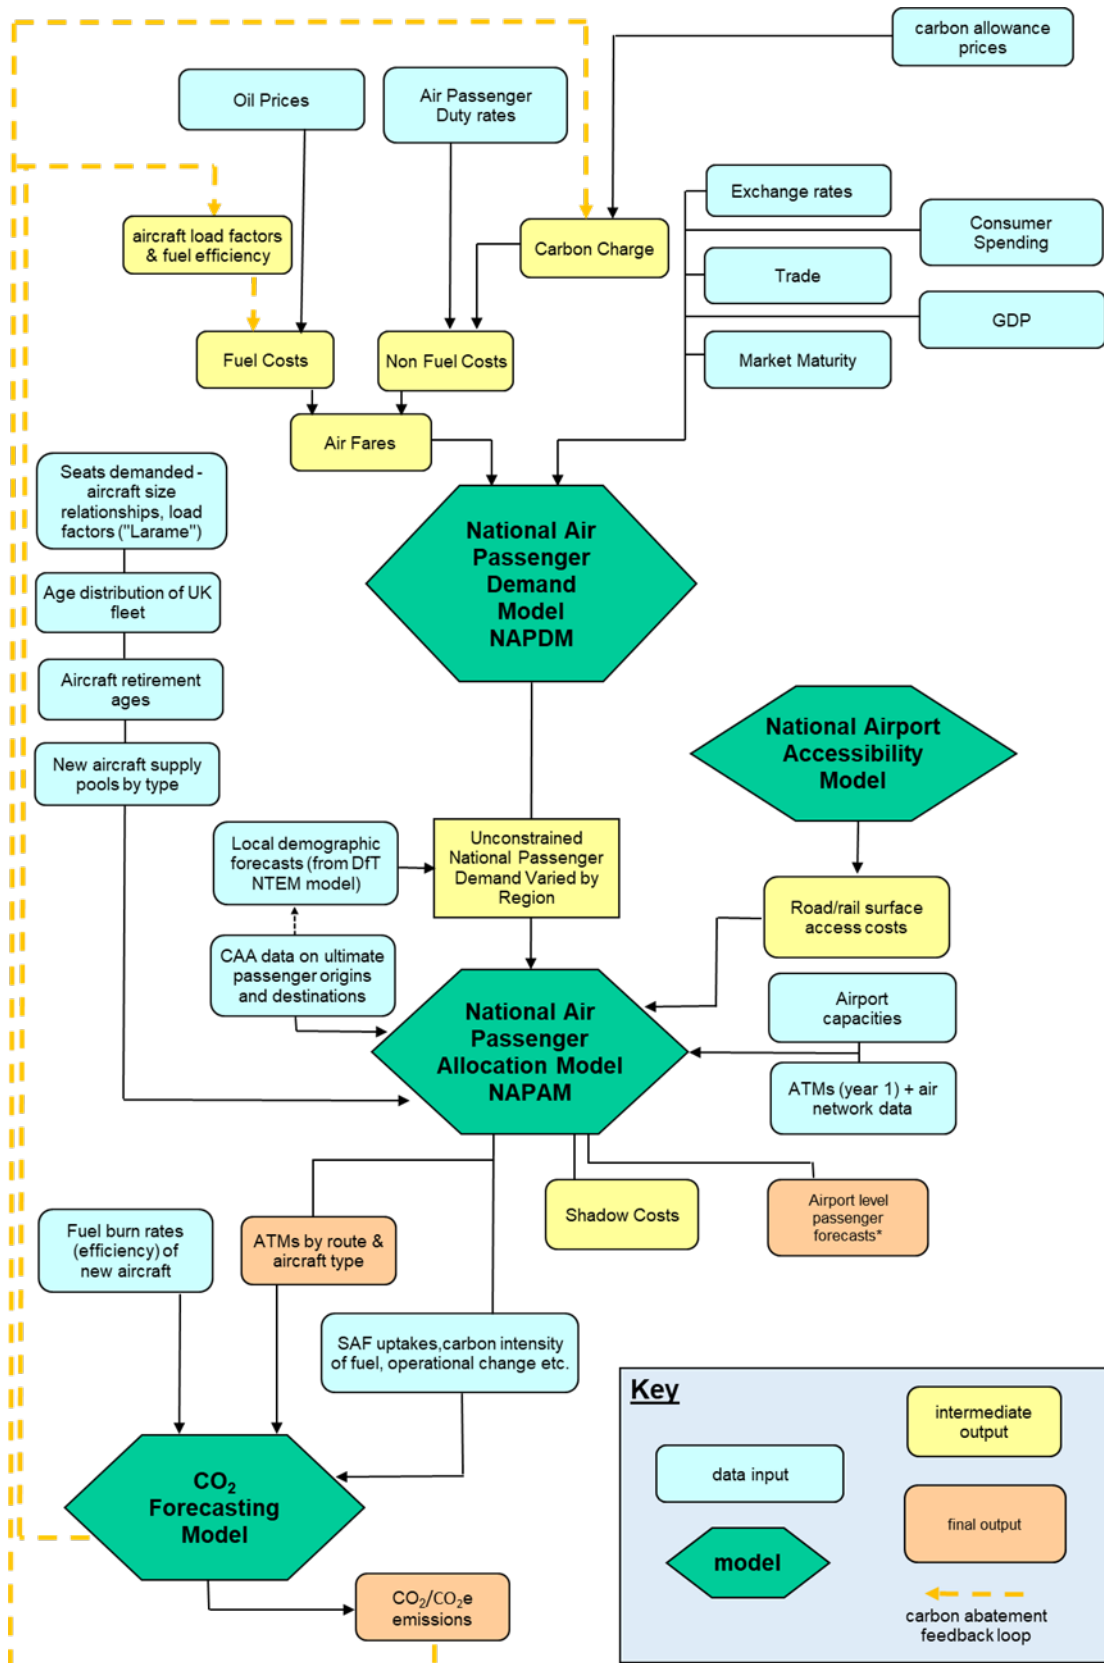 carbon allowance
prices
Oil Prices
Air Passenger
Duty rates
Exchange rates
Consumer
Spending
aircraft load factors
& fuel efficiency
Carbon Charge
Trade
GDP
Fuel Costs
Non Fuel Costs
Market Maturity
Air Fares
Seats demanded -
aircraft size
relationships, load
factors ("Larame")
National Air
Passenger
Demand
Model
NAPDM
Age distribution of UK
fleet
Aircraft retirement
ages
National Airport
Accessibility
Model
New aircraft supply
pools by type
Local demographic
forecasts (from DfT
NTEM model)
Unconstrained
National Passenger
Demand Varied by
Region
Road/rail surface
access costs
CAA data on ultimate
passenger origins
and destinations
National Air
Passenger
Allocation Model
NAPAM
Airport
capacities
ATMs (year 1) + air
network data
Shadow Costs
Airport level
passenger
forecasts*
Fuel burn rates
(efficiency) of
new aircraft
ATMs by route &
aircraft type
SAF uptakes,carbon intensity
of fuel, operational change etc.
CO₂
Forecasting
Model
CO₂/CO₂e
emissions
Key
intermediate
output
data input
final output
model
carbon abatement
feedback loop